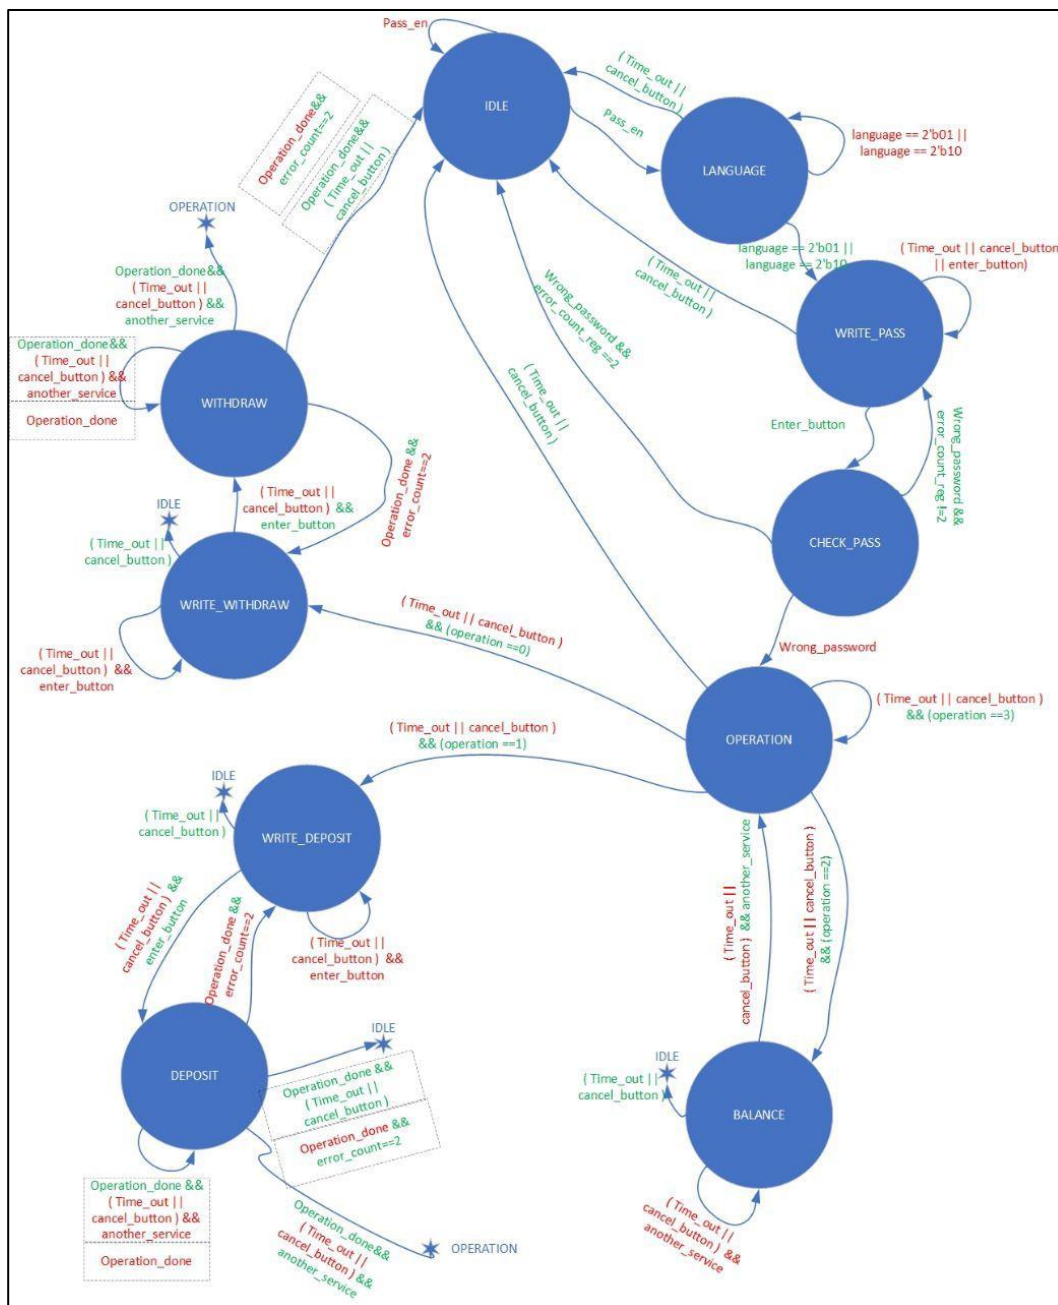 Pass_en
IDLE
( Time_out ||
cancel_button )
Pass_en
LANGUAGE
language == 2'b01 ||
language == 2'b10
Operation_done&&
error_count==2
Operation_done&&
( Time_out ||
cancel_button )
OPERATION
Operation_done&&
( Time_out ||
cancel_button ) &&
another_service
language == 2'b01 ||
language == 2'b10
( Time_out || cancel_button
|| enter_button)
( Time_out ||
cancel_button )
Wrong_password &&
error_count_reg ==2
WRITE_PASS
Operation_done&&
( Time_out ||
cancel_button ) &&
another_service
Operation_done
WITHDRAW
( Time_out ||
cancel_button )
Enter_button
Wrong_password &&
error_count_reg !=2
Operation_done &&
error_count==2
( Time_out ||
cancel_button ) &&
enter_button
IDLE
( Time_out ||
cancel_button )
CHECK_PASS
WRITE_WITHDRAW
( Time_out || cancel_button )
&& (operation ==0)
( Time_out ||
cancel_button ) &&
enter_button
Wrong_password
OPERATION
( Time_out || cancel_button )
&& (operation ==3)
( Time_out || cancel_button )
&& (operation ==1)
IDLE
( Time_out ||
cancel_button )
WRITE_DEPOSIT
( Time_out ||
cancel_button ) && another_service
( Time_out || cancel_button )
&& (operation ==2)
( Time_out ||
cancel_button ) &&
enter_button
Operation_done &&
error_count==2
( Time_out ||
cancel_button ) &&
enter_button
DEPOSIT
IDLE
Operation_done &&
( Time_out ||
cancel_button )
Operation_done &&
error_count==2
IDLE
( Time_out ||
cancel_button )
BALANCE
Operation_done &&
( Time_out ||
cancel_button ) &&
another_service
Operation_done
Operation_done&&
( Time_out ||
cancel_button ) &&
another_service
OPERATION
( Time_out ||
cancel_button ) &&
another_service